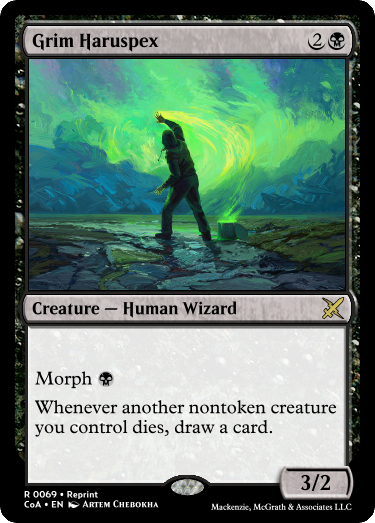 Grim Haruspex 2
Creature — Human Wizard
Morph
Whenever another nontoken creature
you control dies, draw a card.
3/2
R 0069 • Reprint
CoA • EN Artem Chebokha
Mackenzie, McGrath & Associates LLC